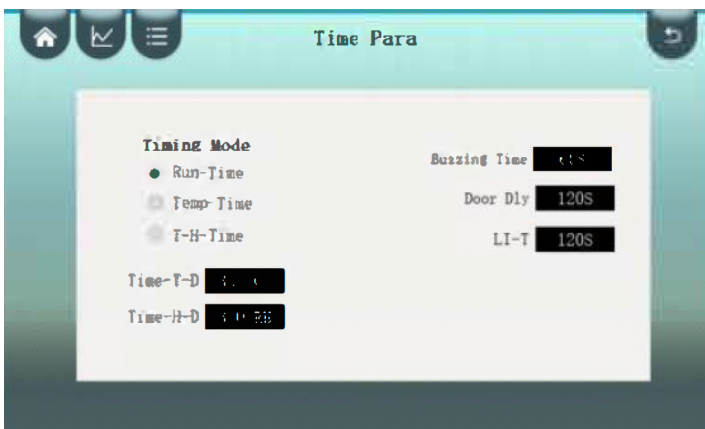 Time Para
Timing Mode
Run-Time
Temp-Time
T-H-Time
Time-T-D
Time-H-D
Buzzing Time
Door Dly 120S
LI-T 120S